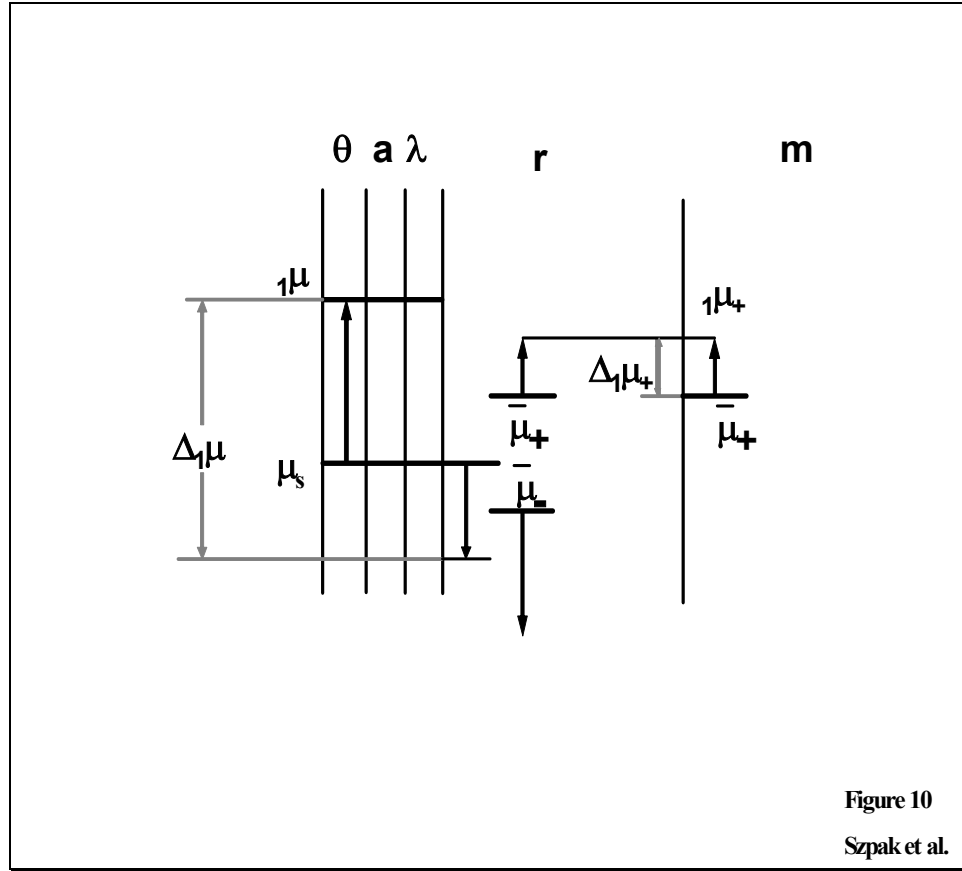 θ a λ r m
₁μ
₁μ₊
Δ₁μ₊
μ̄₊ μ̄₊
Δ₁μ
μₛ
μ̄₋
Figure 10
Szpak et al.